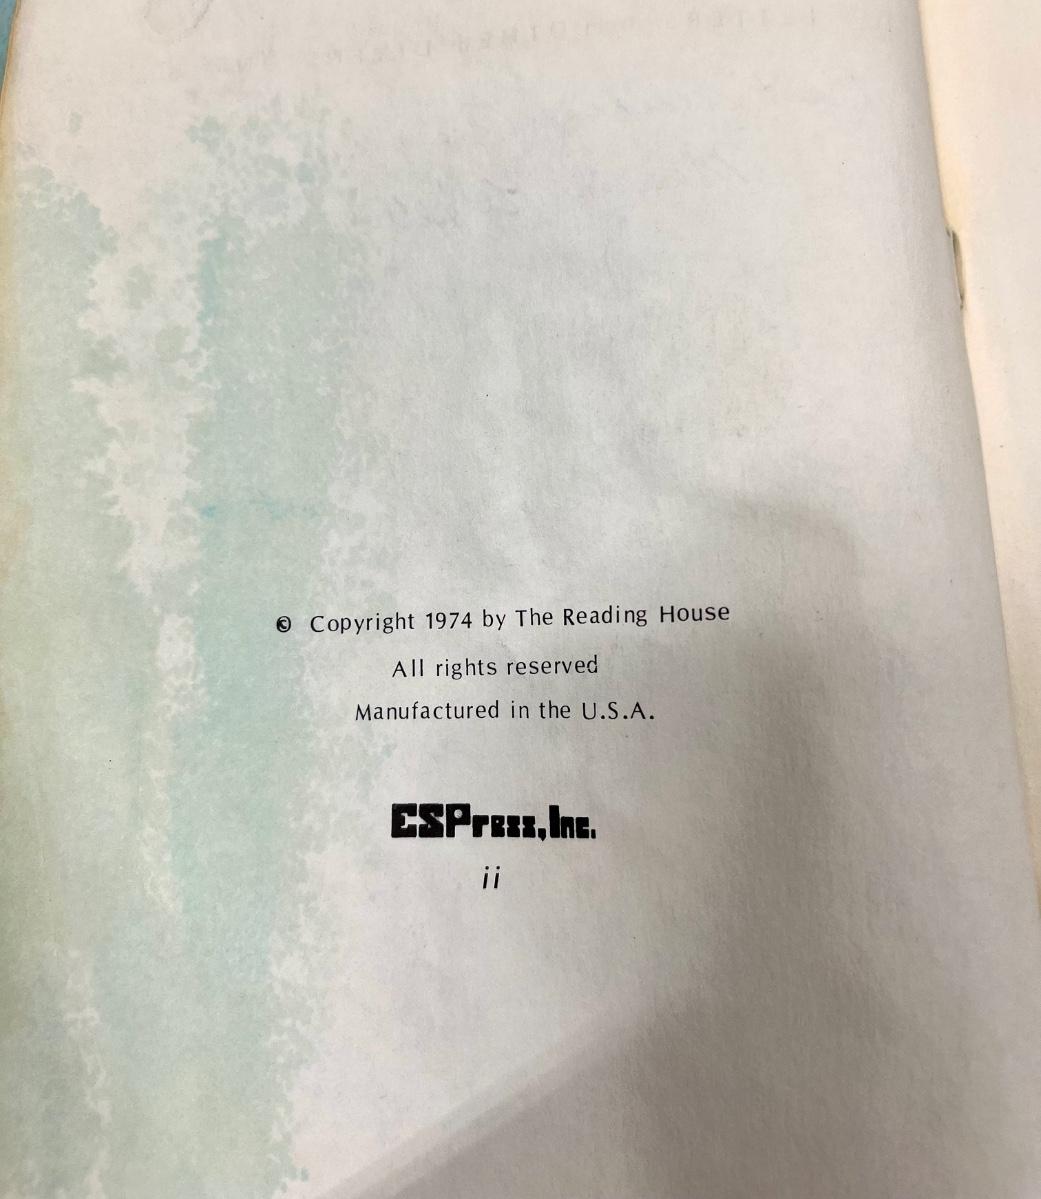 © Copyright 1974 by The Reading House
All rights reserved
Manufactured in the U.S.A.
ESPress, Inc.
ii